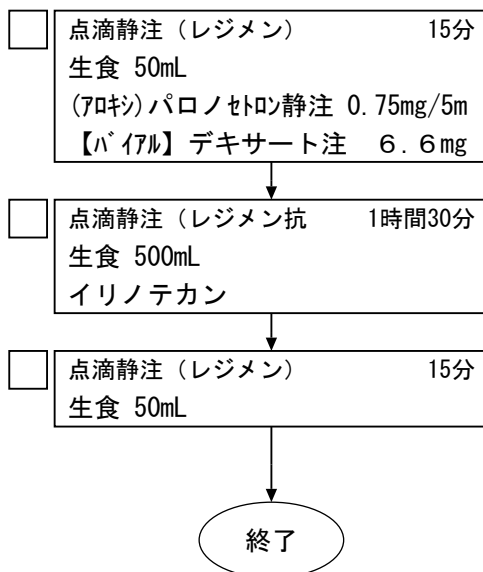 点滴静注（レジメン） 15分
生食 50mL
(ｱﾛｷｼ)パロノｾﾄﾛﾝ静注 0.75mg/5m
【ﾊﾞｲｱﾙ】デキサート注 ６.６mg
点滴静注（レジメン抗 1時間30分
生食 500mL
イリノテカン
点滴静注（レジメン） 15分
生食 50mL
終了